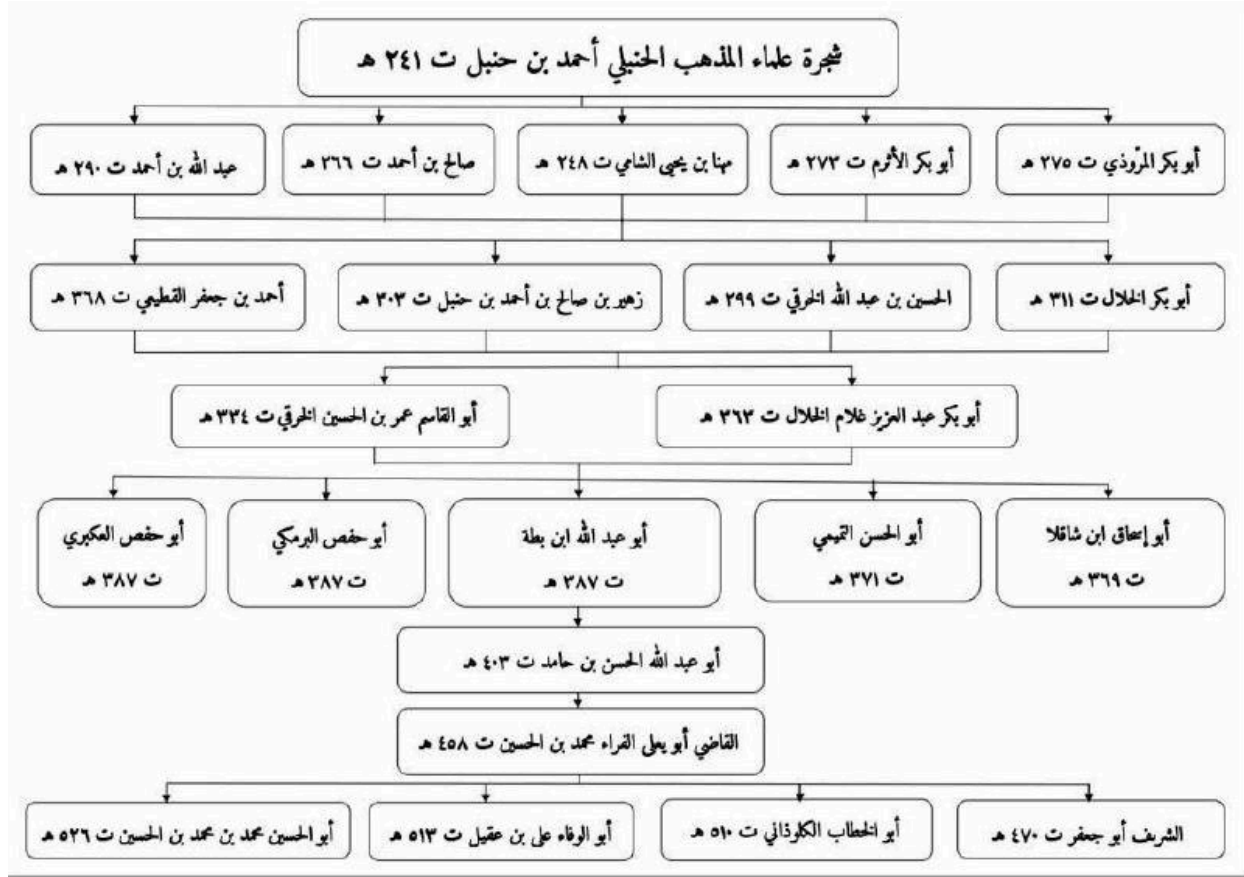 شجرة علماء المذهب الحنبلي أحمد بن حنبل ت ٢٤١ هـ
أبو بكر المرّوذي ت ٢٧٥ هـ
أبو بكر الأثرم ت ٢٧٣ هـ
مهنا بن يحيى الشامي ت ٢٤٨ هـ
صالح بن أحمد ت ٢٦٦ هـ
عبد الله بن أحمد ت ٢٩٠ هـ
أبو بكر الخلال ت ٣١١ هـ
الحسين بن عبد الله الخرقي ت ٢٩٩ هـ
زهير بن صالح بن أحمد بن حنبل ت ٣٠٣ هـ
أحمد بن جعفر القطيعي ت ٣٦٨ هـ
أبو بكر عبد العزيز غلام الخلال ت ٣٦٣ هـ
أبو القاسم عمر بن الحسين الخرقي ت ٣٣٤ هـ
أبو إسحاق ابن شاقلا
ت ٣٦٩ هـ
أبو الحسن التميمي
ت ٣٧١ هـ
أبو عبد الله ابن بطة
ت ٣٨٧ هـ
أبو حفص البرمكي
ت ٣٨٧ هـ
أبو حفص العكبري
ت ٣٨٧ هـ
أبو عبد الله الحسن بن حامد ت ٤٠٣ هـ
القاضي أبو يعلى الفراء محمد بن الحسين ت ٤٥٨ هـ
الشريف أبو جعفر ت ٤٧٠ هـ
أبو الخطاب الكلوذاني ت ٥١٠ هـ
أبو الوفاء على بن عقيل ت ٥١٣ هـ
أبو الحسين محمد بن محمد بن الحسين ت ٥٢٦ هـ